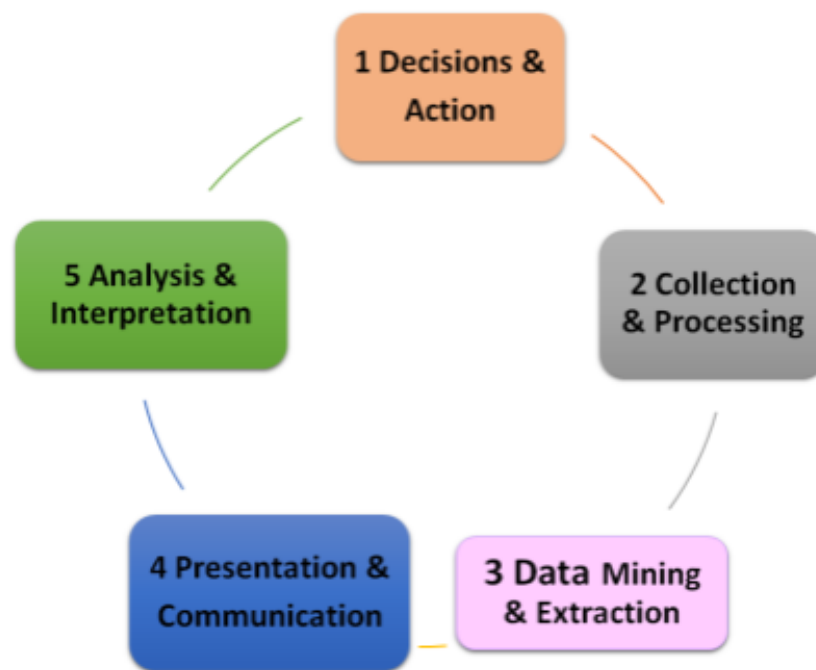 1 Decisions &
Action
2 Collection
& Processing
3 Data Mining
& Extraction
4 Presentation &
Communication
5 Analysis &
Interpretation